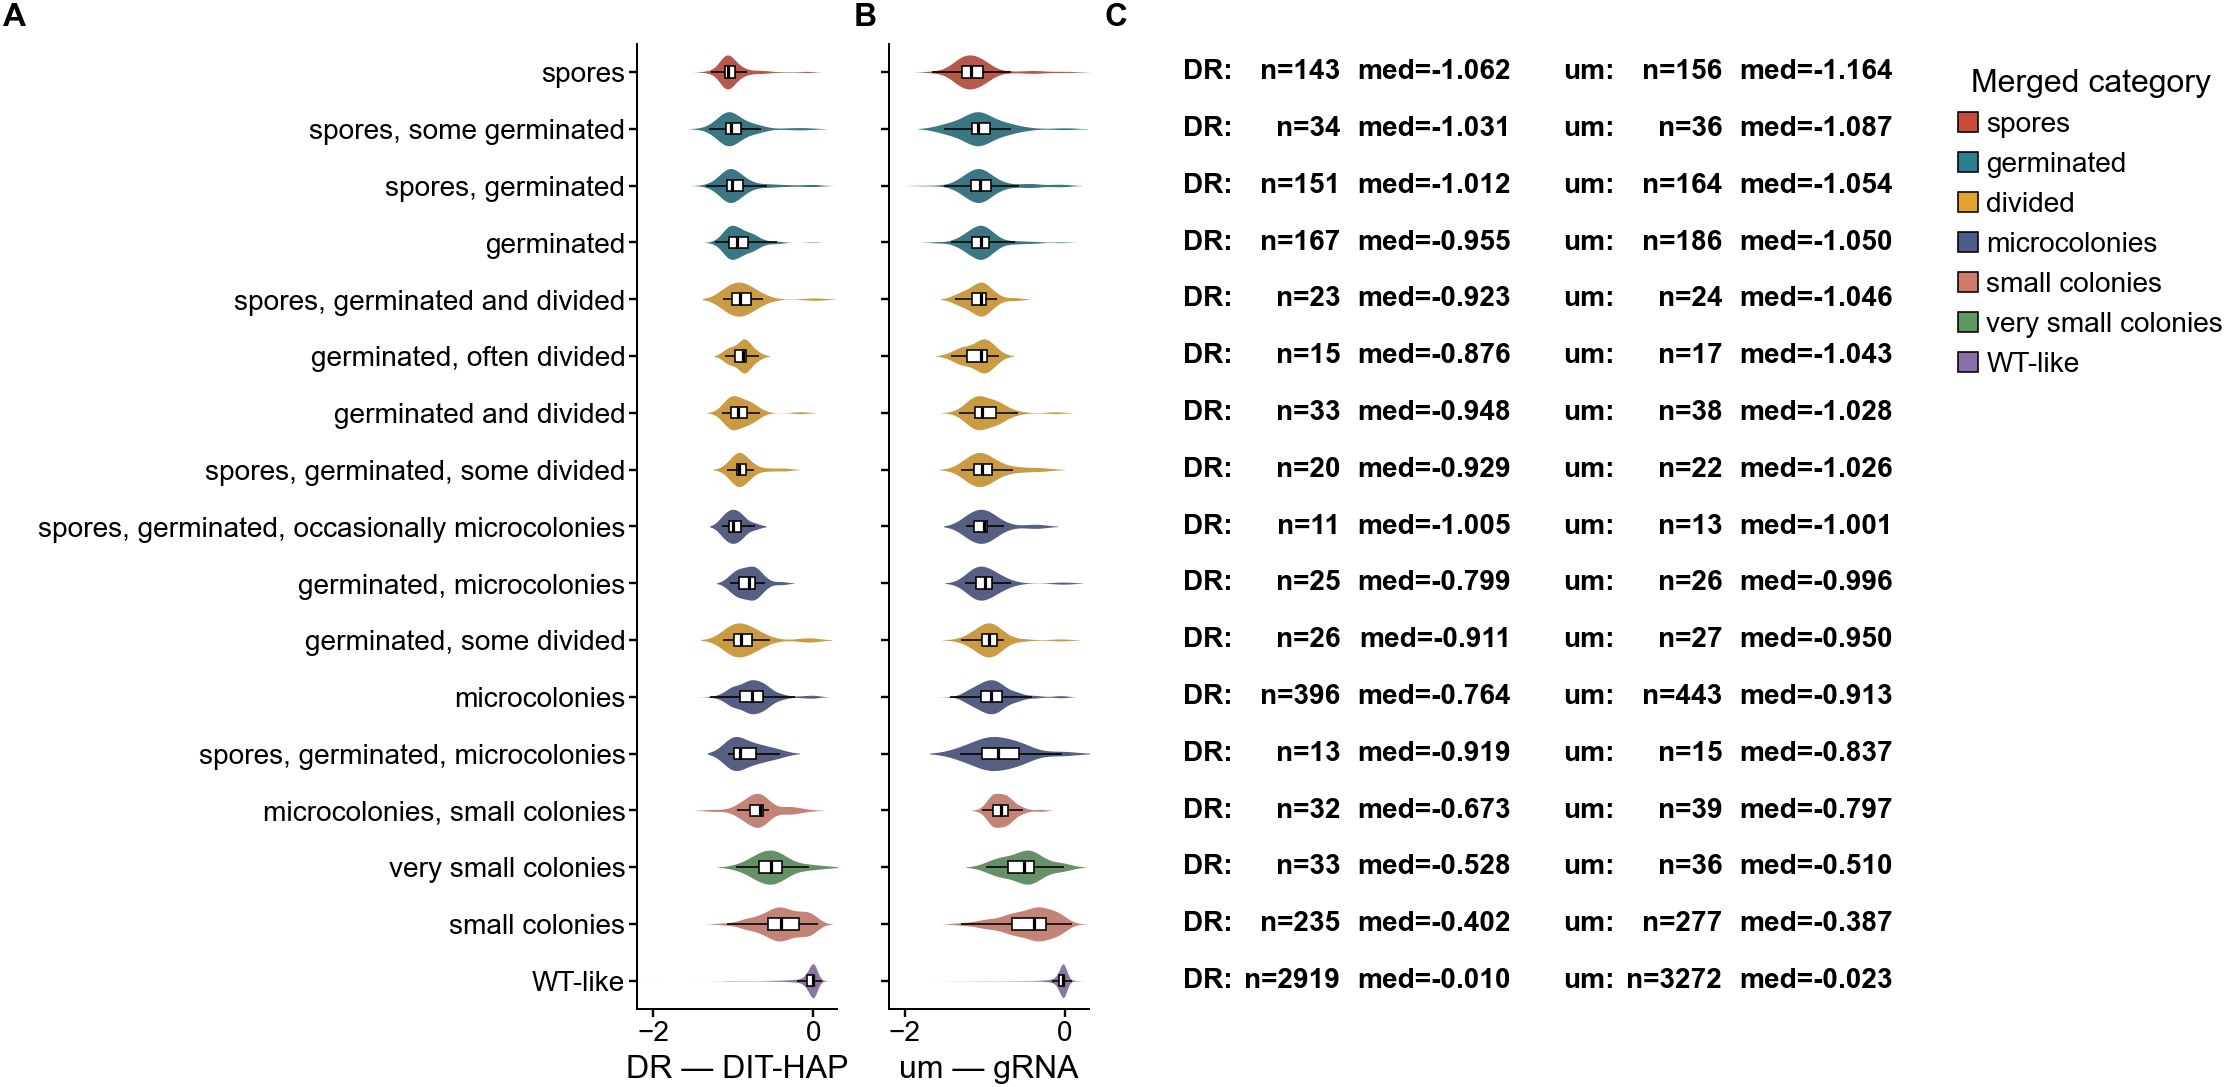 A
B
C
spores
DR: n=143 med=-1.062 um: n=156 med=-1.164
spores, some germinated
DR: n=34 med=-1.031 um: n=36 med=-1.087
spores, germinated
DR: n=151 med=-1.012 um: n=164 med=-1.054
germinated
DR: n=167 med=-0.955 um: n=186 med=-1.050
spores, germinated and divided
DR: n=23 med=-0.923 um: n=24 med=-1.046
germinated, often divided
DR: n=15 med=-0.876 um: n=17 med=-1.043
germinated and divided
DR: n=33 med=-0.948 um: n=38 med=-1.028
spores, germinated, some divided
DR: n=20 med=-0.929 um: n=22 med=-1.026
spores, germinated, occasionally microcolonies
DR: n=11 med=-1.005 um: n=13 med=-1.001
germinated, microcolonies
DR: n=25 med=-0.799 um: n=26 med=-0.996
germinated, some divided
DR: n=26 med=-0.911 um: n=27 med=-0.950
microcolonies
DR: n=396 med=-0.764 um: n=443 med=-0.913
spores, germinated, microcolonies
DR: n=13 med=-0.919 um: n=15 med=-0.837
microcolonies, small colonies
DR: n=32 med=-0.673 um: n=39 med=-0.797
very small colonies
DR: n=33 med=-0.528 um: n=36 med=-0.510
small colonies
DR: n=235 med=-0.402 um: n=277 med=-0.387
WT-like
DR: n=2919 med=-0.010 um: n=3272 med=-0.023
−2 0
−2 0
DR — DIT-HAP
um — gRNA
Merged category
spores
germinated
divided
microcolonies
small colonies
very small colonies
WT-like